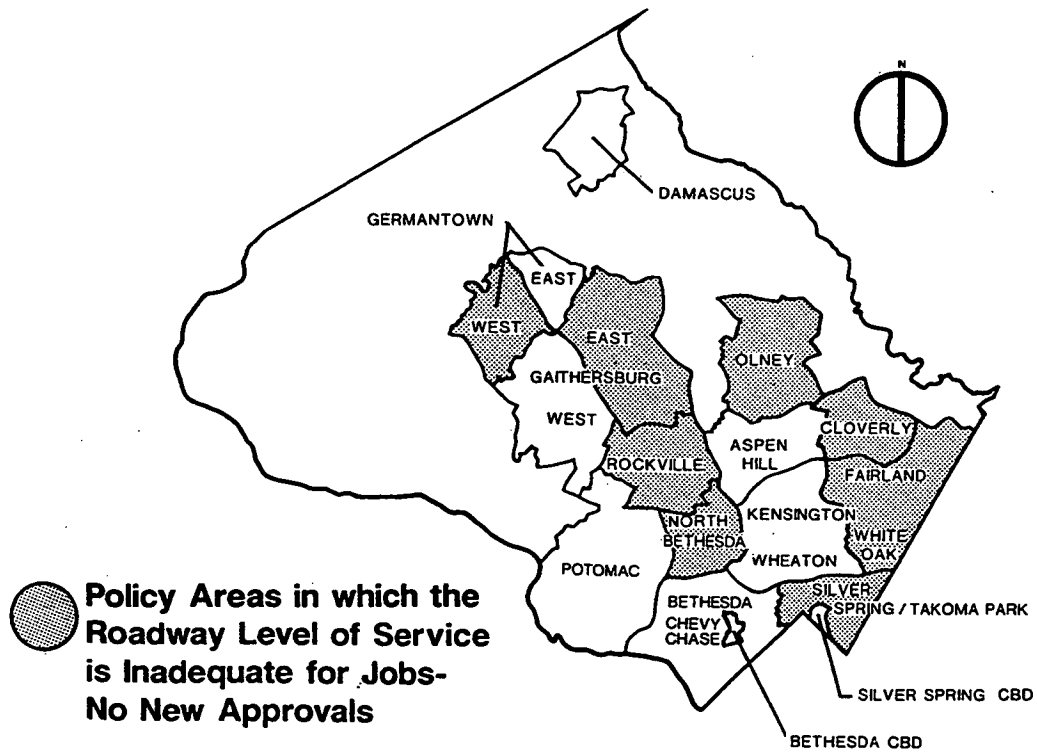 N
DAMASCUS
GERMANTOWN
EAST
WEST
EAST
OLNEY
GAITHERSBURG
WEST
CLOVERLY
ASPEN
HILL
ROCKVILLE
FAIRLAND
KENSINGTON
NORTH
BETHESDA
WHITE
OAK
WHEATON
POTOMAC
SILVER
SPRING / TAKOMA PARK
BETHESDA
CHEVY
CHASE
SILVER SPRING CBD
BETHESDA CBD
Policy Areas in which the
Roadway Level of Service
is Inadequate for Jobs-
No New Approvals